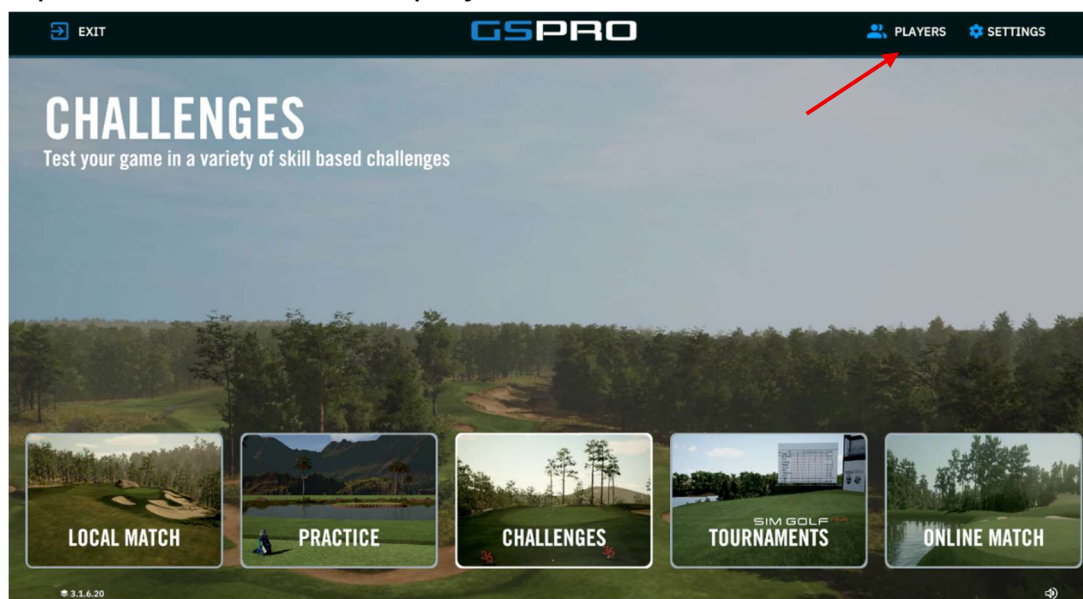 EXIT
GSPRO
PLAYERS
SETTINGS
CHALLENGES
Test your game in a variety of skill based challenges
LOCAL MATCH
PRACTICE
CHALLENGES
SIM GOLF
TOURNAMENTS
ONLINE MATCH
3.1.6.20